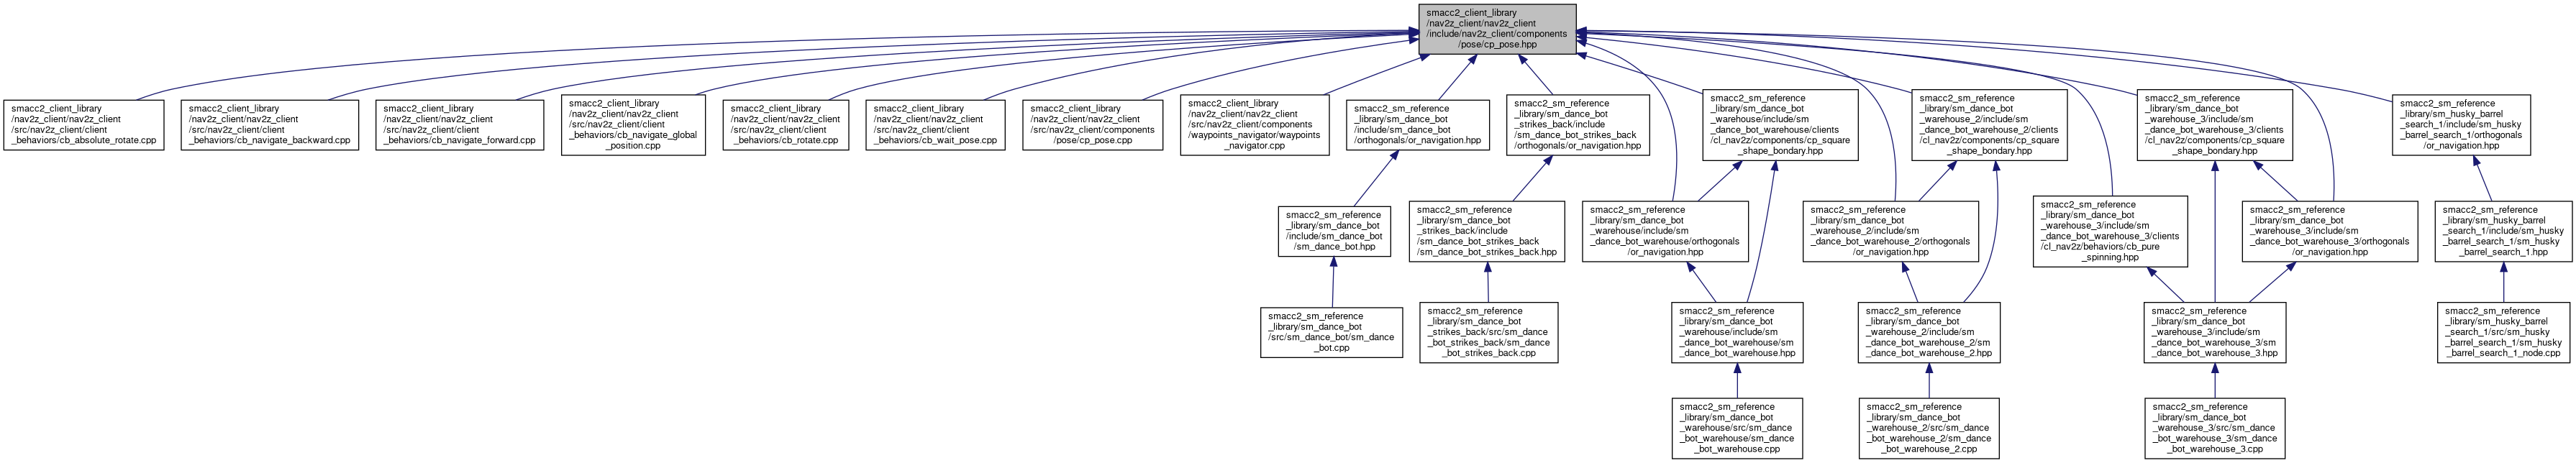 smacc2_client_library
/nav2z_client/nav2z_client
/include/nav2z_client/components
/pose/cp_pose.hpp
smacc2_client_library
/nav2z_client/nav2z_client
/src/nav2z_client/client
_behaviors/cb_absolute_rotate.cpp
smacc2_client_library
/nav2z_client/nav2z_client
/src/nav2z_client/client
_behaviors/cb_navigate_backward.cpp
smacc2_client_library
/nav2z_client/nav2z_client
/src/nav2z_client/client
_behaviors/cb_navigate_forward.cpp
smacc2_client_library
/nav2z_client/nav2z_client
/src/nav2z_client/client
_behaviors/cb_navigate_global
_position.cpp
smacc2_client_library
/nav2z_client/nav2z_client
/src/nav2z_client/client
_behaviors/cb_rotate.cpp
smacc2_client_library
/nav2z_client/nav2z_client
/src/nav2z_client/client
_behaviors/cb_wait_pose.cpp
smacc2_client_library
/nav2z_client/nav2z_client
/src/nav2z_client/components
/pose/cp_pose.cpp
smacc2_client_library
/nav2z_client/nav2z_client
/src/nav2z_client/components
/waypoints_navigator/waypoints
_navigator.cpp
smacc2_sm_reference
_library/sm_dance_bot
/include/sm_dance_bot
/orthogonals/or_navigation.hpp
smacc2_sm_reference
_library/sm_dance_bot
_strikes_back/include
/sm_dance_bot_strikes_back
/orthogonals/or_navigation.hpp
smacc2_sm_reference
_library/sm_dance_bot
_warehouse/include/sm
_dance_bot_warehouse/clients
/cl_nav2z/components/cp_square
_shape_bondary.hpp
smacc2_sm_reference
_library/sm_dance_bot
_warehouse_2/include/sm
_dance_bot_warehouse_2/clients
/cl_nav2z/components/cp_square
_shape_bondary.hpp
smacc2_sm_reference
_library/sm_dance_bot
_warehouse_3/include/sm
_dance_bot_warehouse_3/clients
/cl_nav2z/components/cp_square
_shape_bondary.hpp
smacc2_sm_reference
_library/sm_husky_barrel
_search_1/include/sm_husky
_barrel_search_1/orthogonals
/or_navigation.hpp
smacc2_sm_reference
_library/sm_dance_bot
/include/sm_dance_bot
/sm_dance_bot.hpp
smacc2_sm_reference
_library/sm_dance_bot
_strikes_back/include
/sm_dance_bot_strikes_back
/sm_dance_bot_strikes_back.hpp
smacc2_sm_reference
_library/sm_dance_bot
_warehouse/include/sm
_dance_bot_warehouse/orthogonals
/or_navigation.hpp
smacc2_sm_reference
_library/sm_dance_bot
_warehouse_2/include/sm
_dance_bot_warehouse_2/orthogonals
/or_navigation.hpp
smacc2_sm_reference
_library/sm_dance_bot
_warehouse_3/include/sm
_dance_bot_warehouse_3/clients
/cl_nav2z/behaviors/cb_pure
_spinning.hpp
smacc2_sm_reference
_library/sm_dance_bot
_warehouse_3/include/sm
_dance_bot_warehouse_3/orthogonals
/or_navigation.hpp
smacc2_sm_reference
_library/sm_husky_barrel
_search_1/include/sm_husky
_barrel_search_1/sm_husky
_barrel_search_1.hpp
smacc2_sm_reference
_library/sm_dance_bot
/src/sm_dance_bot/sm_dance
_bot.cpp
smacc2_sm_reference
_library/sm_dance_bot
_strikes_back/src/sm_dance
_bot_strikes_back/sm_dance
_bot_strikes_back.cpp
smacc2_sm_reference
_library/sm_dance_bot
_warehouse/include/sm
_dance_bot_warehouse/sm
_dance_bot_warehouse.hpp
smacc2_sm_reference
_library/sm_dance_bot
_warehouse_2/include/sm
_dance_bot_warehouse_2/sm
_dance_bot_warehouse_2.hpp
smacc2_sm_reference
_library/sm_dance_bot
_warehouse_3/include/sm
_dance_bot_warehouse_3/sm
_dance_bot_warehouse_3.hpp
smacc2_sm_reference
_library/sm_husky_barrel
_search_1/src/sm_husky
_barrel_search_1/sm_husky
_barrel_search_1_node.cpp
smacc2_sm_reference
_library/sm_dance_bot
_warehouse/src/sm_dance
_bot_warehouse/sm_dance
_bot_warehouse.cpp
smacc2_sm_reference
_library/sm_dance_bot
_warehouse_2/src/sm_dance
_bot_warehouse_2/sm_dance
_bot_warehouse_2.cpp
smacc2_sm_reference
_library/sm_dance_bot
_warehouse_3/src/sm_dance
_bot_warehouse_3/sm_dance
_bot_warehouse_3.cpp